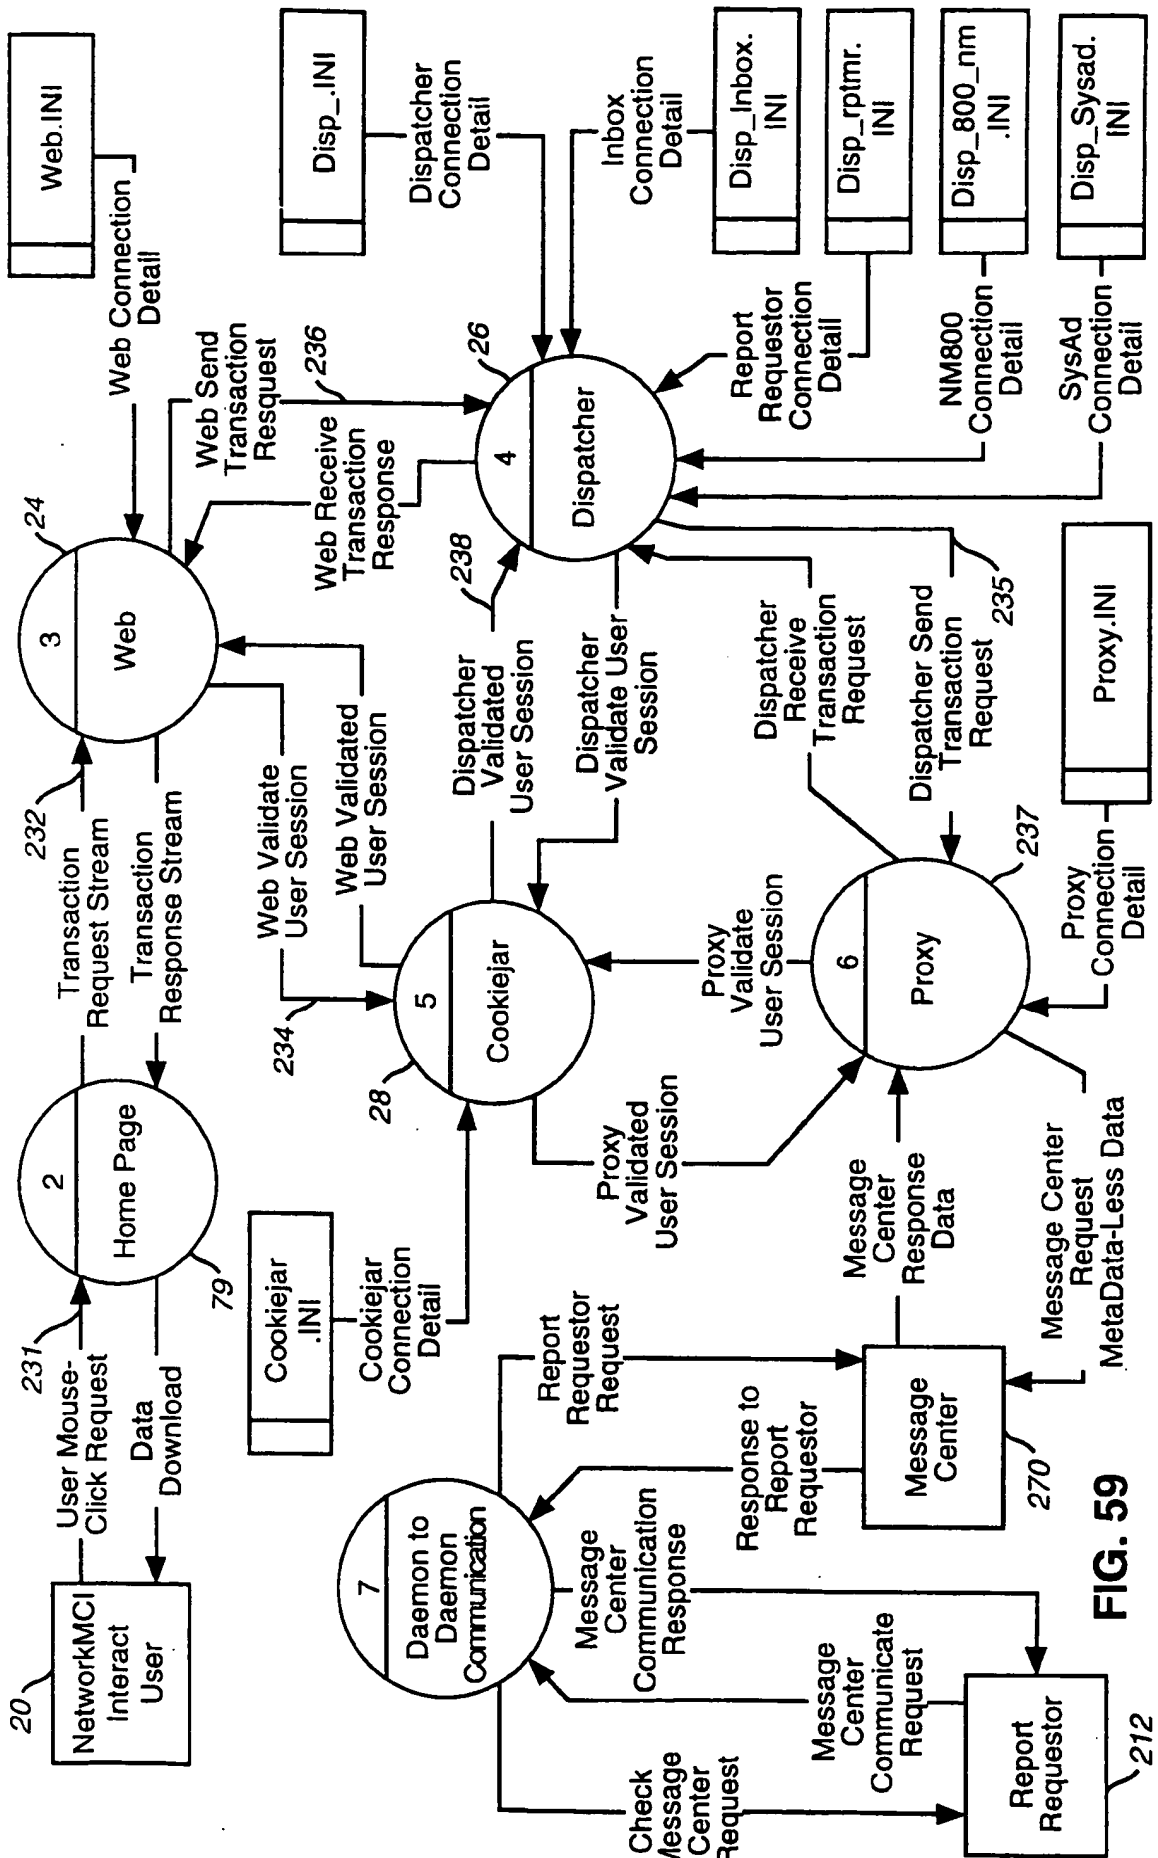 20
NetworkMCI
Interact
User
User Mouse-
Click Request
231
Data
Download
2
Home Page
79
Transaction
Request Stream
232
Transaction
Response Stream
3
Web
24
Web Connection
Detail
Web.INI
Web Validate
User Session
234
Web Validated
User Session
Web Send
Transaction
Resquest
236
Web Receive
Transaction
Response
Disp_.INI
Dispatcher
Connection
Detail
Cookiejar
.INI
Cookiejar
Connection
Detail
28
5
Cookiejar
Dispatcher
Validated
User Session
238
Dispatcher
Validate User
Session
4
Dispatcher
26
Inbox
Connection
Detail
Disp_Inbox.
INI
Report
Requestor
Connection
Detail
Disp_rptmr.
INI
NM800
Connection
Detail
Disp_800_nm
.INI
SysAd
Connection
Detail
Disp_Sysad.
INI
7
Daemon to
Daemon
Communication
Report
Requestor
Request
Response to
Report
Requestor
Message
Center
Communication
Response
Message
Center
Communicate
Request
Check
Message
Center
Request
Report
Requestor
212
Message
Center
270
Message
Center
Response
Data
Message Center
Request
MetaData-Less Data
Proxy
Validated
User Session
Proxy
Validate
User Session
6
Proxy
237
Dispatcher
Receive
Transaction
Request
Dispatcher Send
Transaction
Request
235
Proxy
Connection
Detail
Proxy.INI
FIG. 59